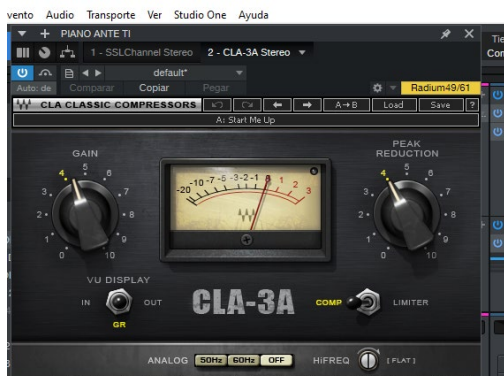 vento Audio Transporte Ver Studio One Ayuda
PIANO ANTE TI
1 - SSLChannel Stereo 2 - CLA-3A Stereo
default*
Auto: de Comparar Copiar Pegar Radium49/61
CLA CLASSIC COMPRESSORS A→B Load Save ?
A: Start Me Up
GAIN
0 1 2 3 4 5 6 7 8 9 10
-20 -10 -7 -5 -3 -2 -1 0 1 2 3
PEAK REDUCTION
0 1 2 3 4 5 6 7 8 9 10
VU DISPLAY
IN OUT
GR
CLA-3A
COMP LIMITER
ANALOG 50Hz 60Hz OFF HiFREQ [ FLAT ]
Tie
Con